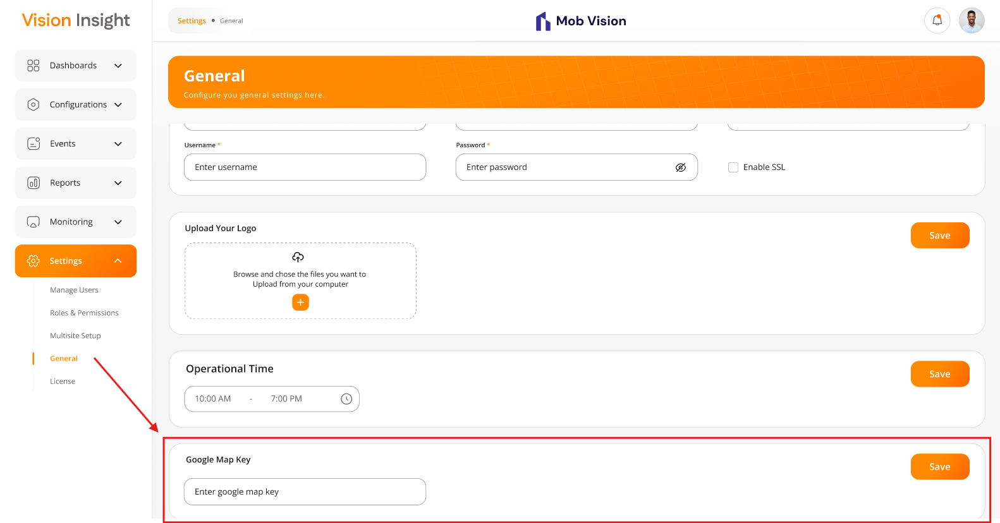 Vision Insight
Settings • General
Mob Vision
Dashboards
Configurations
Events
Reports
Monitoring
Settings
Manage Users
Roles & Permissions
Multisite Setup
General
License
General
Configure you general settings here..
Username *
Password *
Enter username
Enter password
Enable SSL
Upload Your Logo
Save
Browse and chose the files you want to
Upload from your computer
Operational Time
Save
10:00 AM - 7:00 PM
Google Map Key
Save
Enter google map key